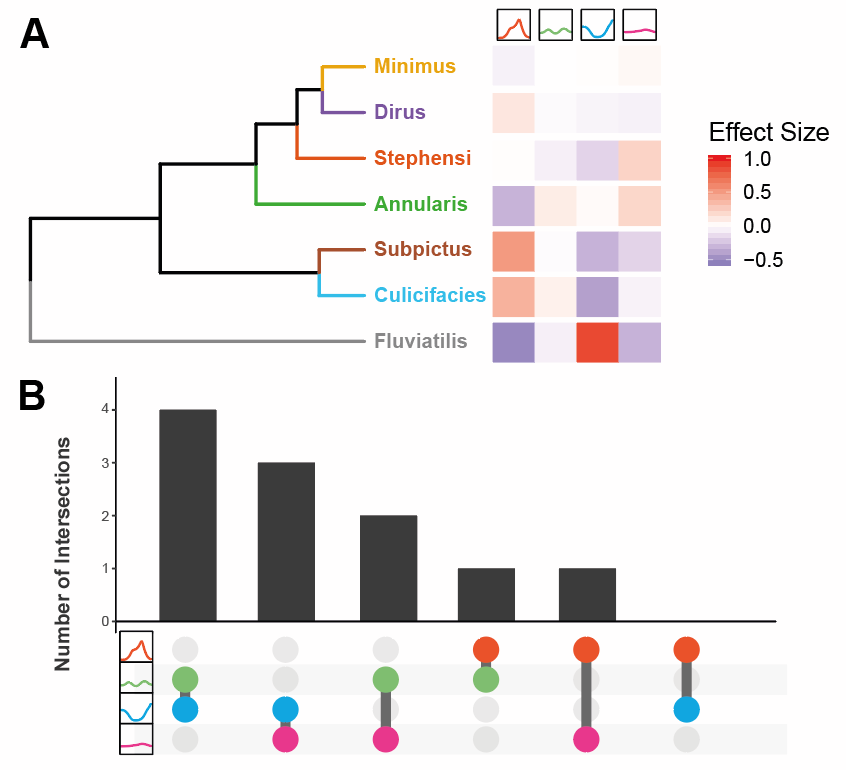 A
Minimus
Dirus
Stephensi
Annularis
Subpictus
Culicifacies
Fluviatilis
Effect Size
1.0
0.5
0.0
−0.5
B
Number of Intersections
4
3
2
1
0